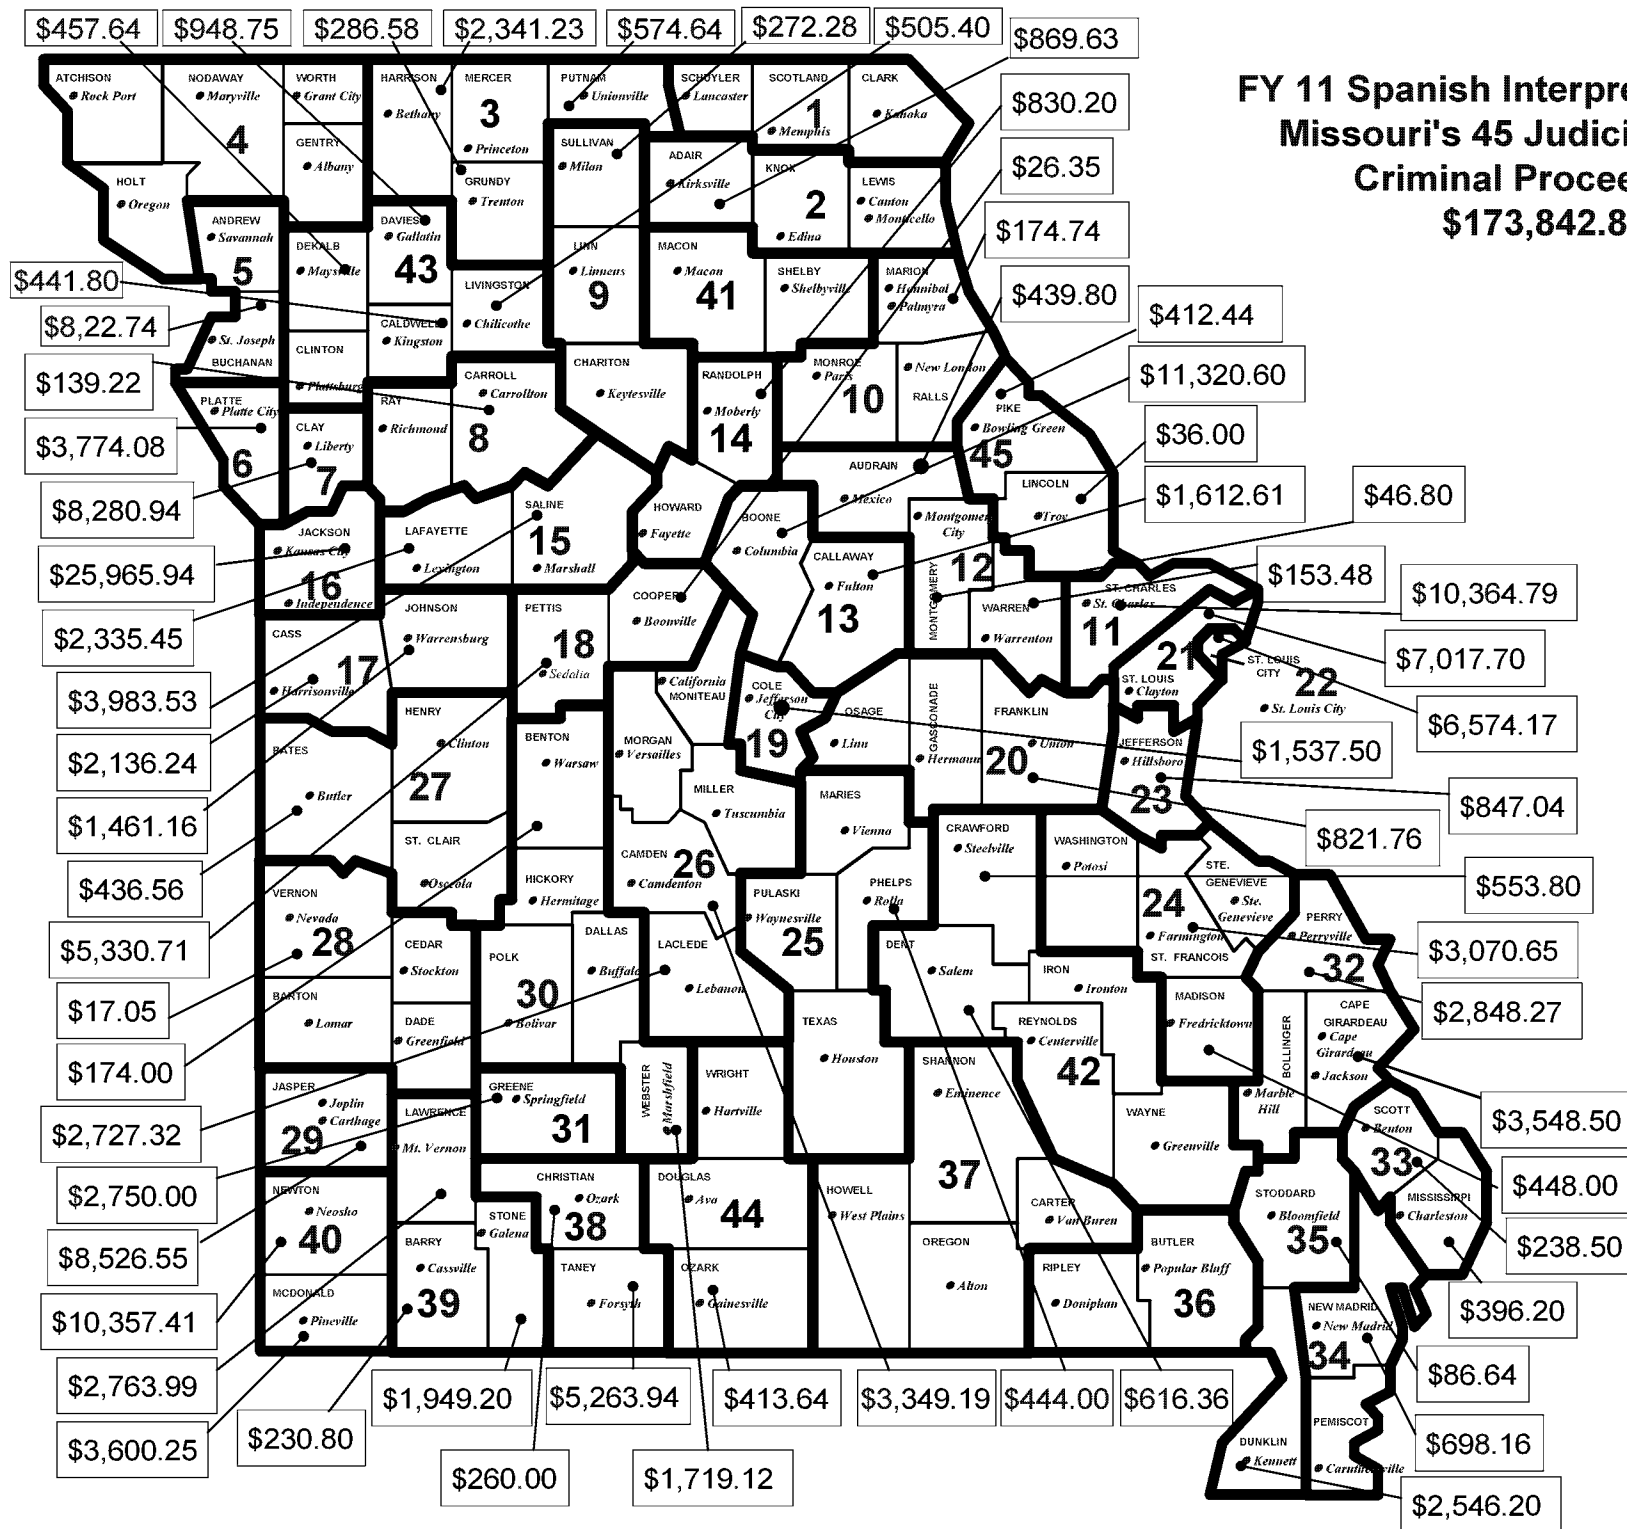 $457.64
$948.75
$286.58
$2,341.23
$574.64
$272.28
$505.40
$869.63
FY 11 Spanish Interpre
Missouri's 45 Judici
Criminal Procee
$173,842.8
$830.20
$26.35
$174.74
$439.80
$412.44
$11,320.60
$36.00
$1,612.61
$46.80
$153.48
$10,364.79
$7,017.70
$6,574.17
$1,537.50
$847.04
$821.76
$553.80
$3,070.65
$2,848.27
$3,548.50
$448.00
$238.50
$396.20
$86.64
$698.16
$2,546.20
$441.80
$8,22.74
$139.22
$3,774.08
$8,280.94
$25,965.94
$2,335.45
$3,983.53
$2,136.24
$1,461.16
$436.56
$5,330.71
$17.05
$174.00
$2,727.32
$2,750.00
$8,526.55
$10,357.41
$2,763.99
$3,600.25
$230.80
$1,949.20
$260.00
$5,263.94
$1,719.12
$413.64
$3,349.19
$444.00
$616.36
ATCHISON
Rock Port
NODAWAY
Maryville
WORTH
Grant City
HARRISON
Bethany
MERCER
Princeton
3
PUTNAM
Unionville
SCHUYLER
Lancaster
SCOTLAND
1
Memphis
CLARK
Kahoka
4
GENTRY
Albany
HOLT
Oregon
GRUNDY
Trenton
SULLIVAN
Milan
ADAIR
Kirksville
KNOX
2
Edina
LEWIS
Canton
Monticello
ANDREW
Savannah
5
DEKALB
Maysville
DAVIESS
Gallatin
43
LIVINGSTON
Chilicothe
LINN
Linneus
9
MACON
Macon
41
SHELBY
Shelbyville
MARION
Hannibal
Palmyra
St. Joseph
BUCHANAN
CLINTON
Plattsburg
CALDWELL
Kingston
CARROLL
Carrollton
8
CHARITON
Keytesville
RANDOLPH
Moberly
14
MONROE
Paris
10
New London
RALLS
PIKE
Bowling Green
45
PLATTE
Platte City
6
CLAY
Liberty
7
RAY
Richmond
AUDRAIN
Mexico
LINCOLN
Troy
JACKSON
Kansas City
16
Independence
LAFAYETTE
Lexington
SALINE
15
Marshall
HOWARD
Fayette
BOONE
Columbia
CALLAWAY
Fulton
13
Montgomery
City
12
MONTGOMERY
WARREN
Warrenton
ST. CHARLES
St. Charles
11
21
ST. LOUIS
Clayton
ST. LOUIS
CITY
22
St. Louis City
CASS
17
Harrisonville
JOHNSON
Warrensburg
PETTIS
18
Sedalia
COOPER
Boonville
California
MONITEAU
COLE
Jefferson
City
19
OSAGE
Linn
GASCONADE
Hermann
FRANKLIN
Union
20
JEFFERSON
Hillsboro
23
BATES
Butler
HENRY
Clinton
27
BENTON
Warsaw
MORGAN
Versailles
MILLER
Tuscumbia
MARIES
Vienna
CRAWFORD
Steelville
WASHINGTON
Potosi
STE.
GENEVIEVE
Ste.
Genevieve
24
Farmington
ST. FRANCOIS
PERRY
Perryville
32
ST. CLAIR
Osceola
HICKORY
Hermitage
CAMDEN
26
Camdenton
PULASKI
Waynesville
25
PHELPS
Rolla
VERNON
Nevada
28
CEDAR
Stockton
POLK
30
Bolivar
DALLAS
Buffalo
LACLEDE
Lebanon
DENT
Salem
IRON
Ironton
MADISON
Fredricktown
BOLLINGER
Marble
Hill
CAPE
GIRARDEAU
Cape
Girardeau
Jackson
BARTON
Lamar
DADE
Greenfield
TEXAS
Houston
SHANNON
Eminence
REYNOLDS
Centerville
42
WAYNE
Greenville
SCOTT
Benton
33
JASPER
Joplin
Carthage
29
LAWRENCE
Mt. Vernon
GREENE
Springfield
31
WEBSTER
Marshfield
WRIGHT
Hartville
MISSISSIPPI
Charleston
NEWTON
Neosho
40
STONE
Galena
CHRISTIAN
Ozark
38
DOUGLAS
Ava
44
HOWELL
West Plains
37
CARTER
Van Buren
STODDARD
Bloomfield
35
MCDONALD
Pineville
BARRY
Cassville
39
TANEY
Forsyth
OZARK
Gainesville
OREGON
Alton
RIPLEY
Doniphan
BUTLER
Popular Bluff
36
NEW MADRID
New Madrid
34
PEMISCOT
Caruthersville
DUNKLIN
Kennett